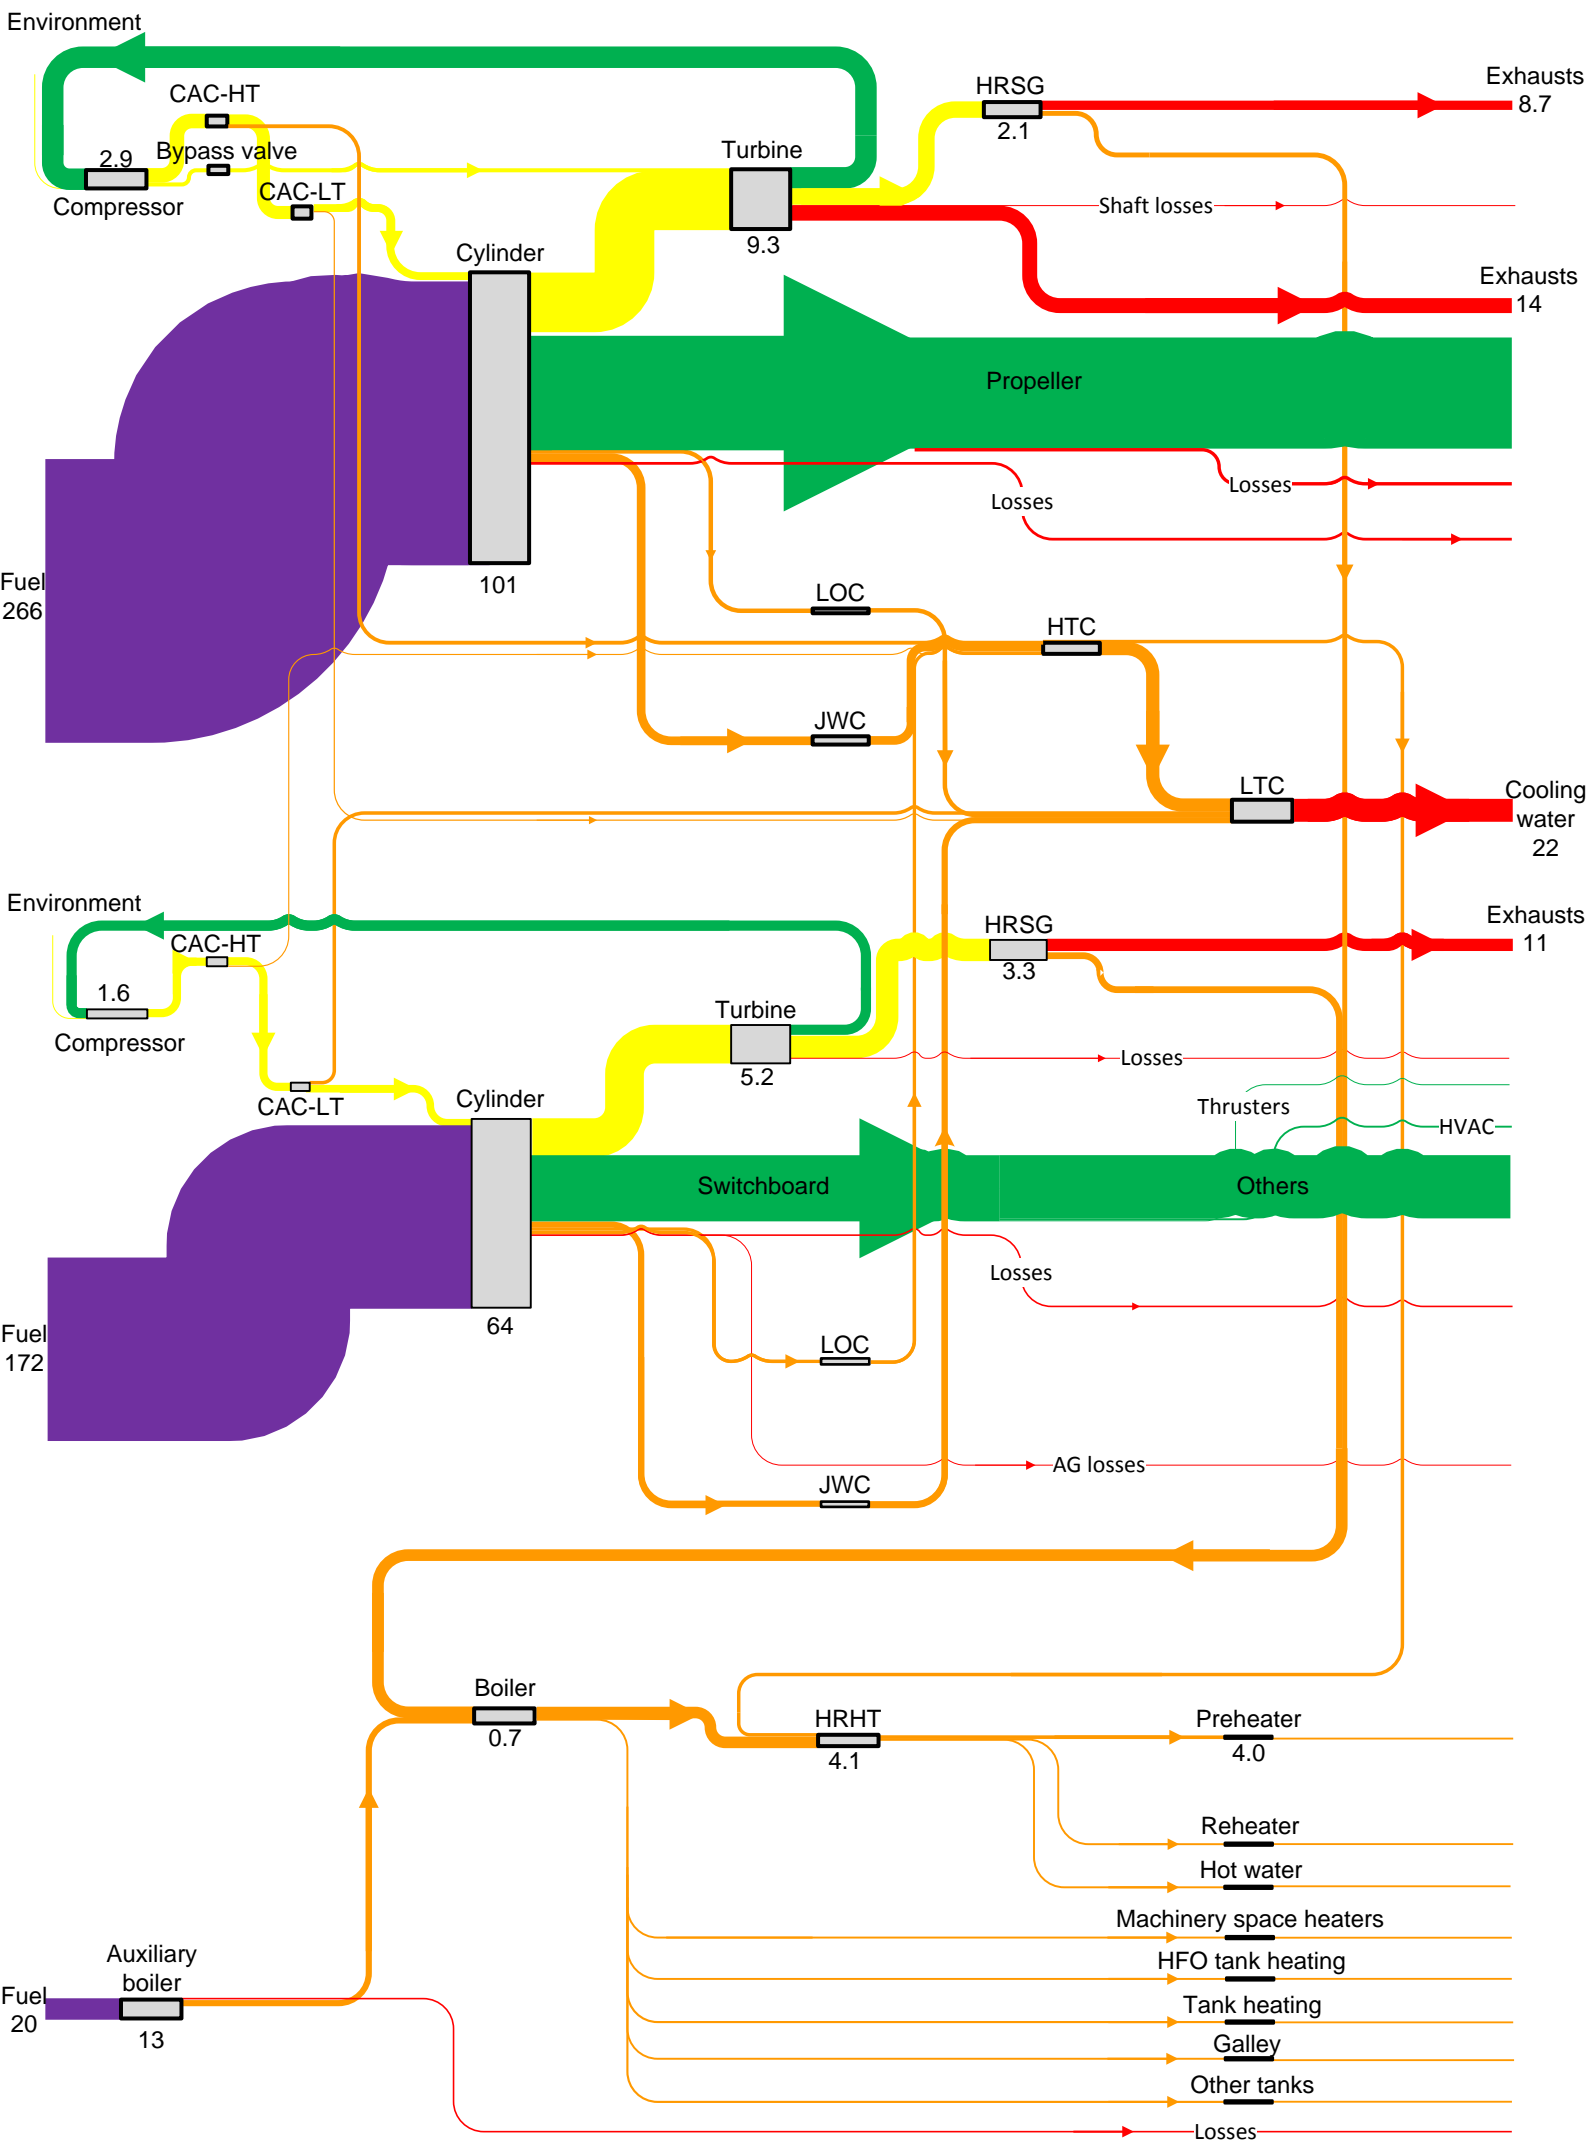 Environment
CAC-HT
HRSG
2.1
Exhausts
8.7
2.9
Bypass valve
Turbine
9.3
Compressor
CAC-LT
Shaft losses
Cylinder
101
Exhausts
14
Propeller
Losses
Losses
Fuel
266
LOC
HTC
JWC
LTC
Cooling
water
22
Environment
CAC-HT
HRSG
3.3
Exhausts
11
1.6
Compressor
Turbine
5.2
Losses
CAC-LT
Cylinder
64
Thrusters
HVAC
Switchboard
Others
Losses
Fuel
172
LOC
AG losses
JWC
Boiler
0.7
HRHT
4.1
Preheater
4.0
Reheater
Hot water
Machinery space heaters
HFO tank heating
Tank heating
Galley
Other tanks
Losses
Auxiliary
boiler
13
Fuel
20